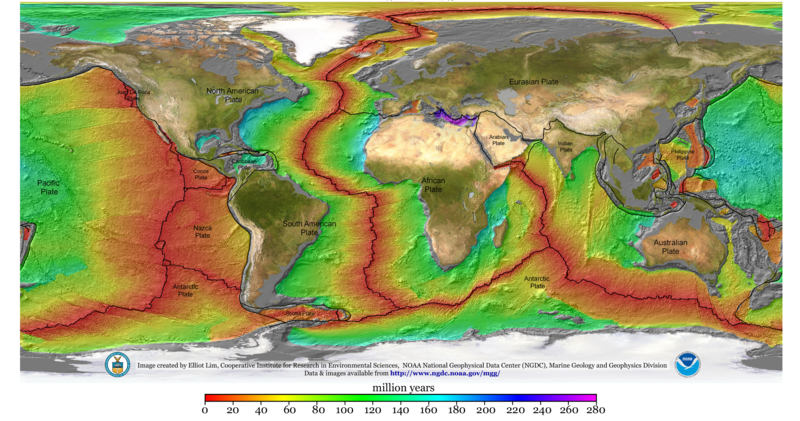 North American
Plate
Eurasian Plate
Arabian
Plate
Indian
Plate
Philippine
Plate
Caribbean
Plate
Cocos
Plate
African
Plate
Pacific
Plate
Nazca
Plate
South American
Plate
Australian
Plate
Antarctic
Plate
Antarctic
Plate
Scotia Plate
Image created by Elliot Lim, Cooperative Institute for Research in Environmental Sciences, NOAA National Geophysical Data Center (NGDC), Marine Geology and Geophysics Division
Data & images available from http://www.ngdc.noaa.gov/mgg/
million years
0 20 40 60 80 100 120 140 160 180 200 220 240 260 280